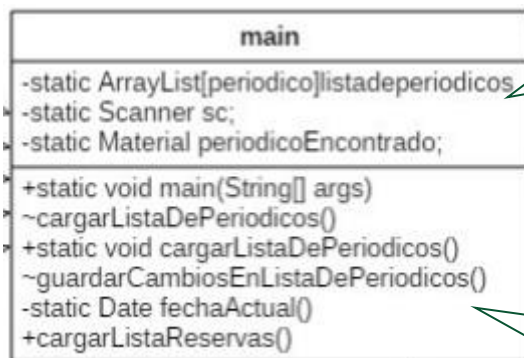 main
-static ArrayList[periodico]listadeperiodicos
-static Scanner sc;
-static Material periodicoEncontrado;
+static void main(String[] args)
~cargarListaDePeriodicos()
+static void cargarListaDePeriodicos()
~guardarCambiosEnListaDePeriodicos()
-static Date fechaActual()
+cargarListaReservas()